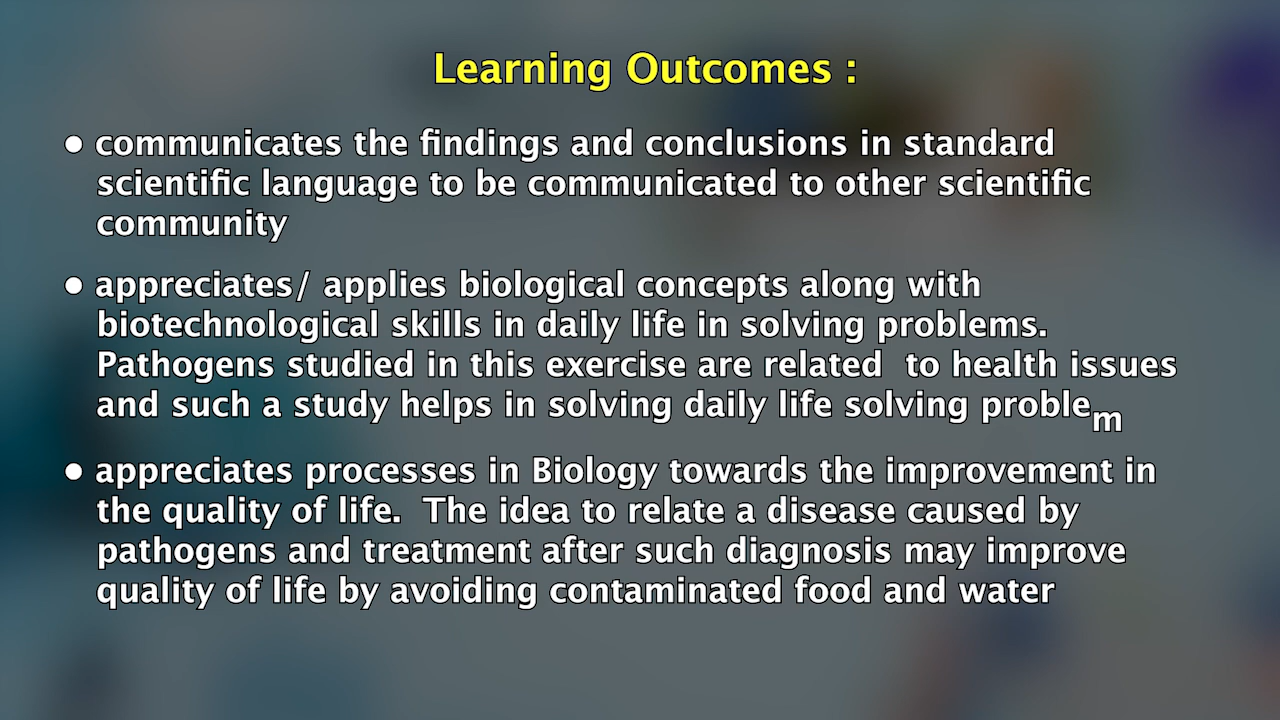 Learning Outcomes :
● communicates the findings and conclusions in standard
scientific language to be communicated to other scientific
community
● appreciates/ applies biological concepts along with
biotechnological skills in daily life in solving problems.
Pathogens studied in this exercise are related  to health issues
and such a study helps in solving daily life solving problem
● appreciates processes in Biology towards the improvement in
the quality of life.  The idea to relate a disease caused by
pathogens and treatment after such diagnosis may improve
quality of life by avoiding contaminated food and water